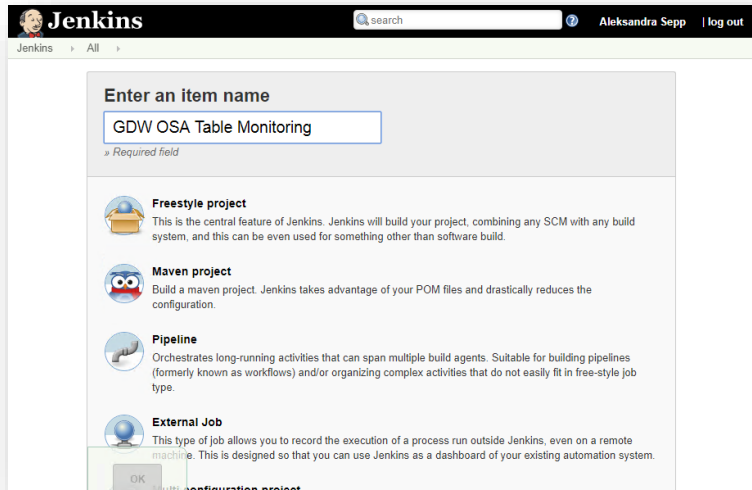 Jenkins
search
Aleksandra Sepp
| log out
Jenkins
All
Enter an item name
GDW OSA Table Monitoring
» Required field
Freestyle project
This is the central feature of Jenkins. Jenkins will build your project, combining any SCM with any build
system, and this can be even used for something other than software build.
Maven project
Build a maven project. Jenkins takes advantage of your POM files and drastically reduces the
configuration.
Pipeline
Orchestrates long-running activities that can span multiple build agents. Suitable for building pipelines
(formerly known as workflows) and/or organizing complex activities that do not easily fit in free-style job
type.
External Job
This type of job allows you to record the execution of a process run outside Jenkins, even on a remote
machine. This is designed so that you can use Jenkins as a dashboard of your existing automation system.
OK
Multi-configuration project